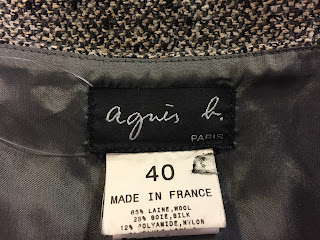 agnès b.
PARIS
40
MADE IN FRANCE
65% LAINE,WOOL
23% SOIE,SILK
12% POLYAMIDE,NYLON